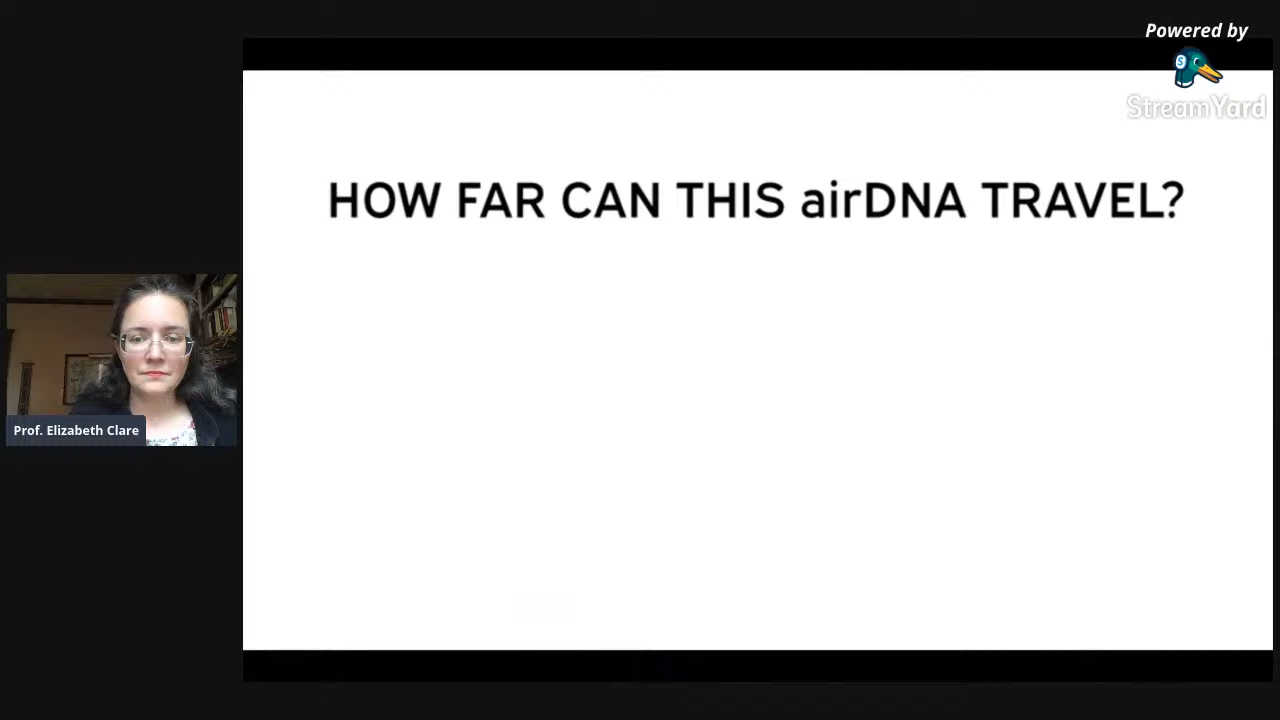 Powered by
StreamYard
HOW FAR CAN THIS airDNA TRAVEL?
Prof. Elizabeth Clare